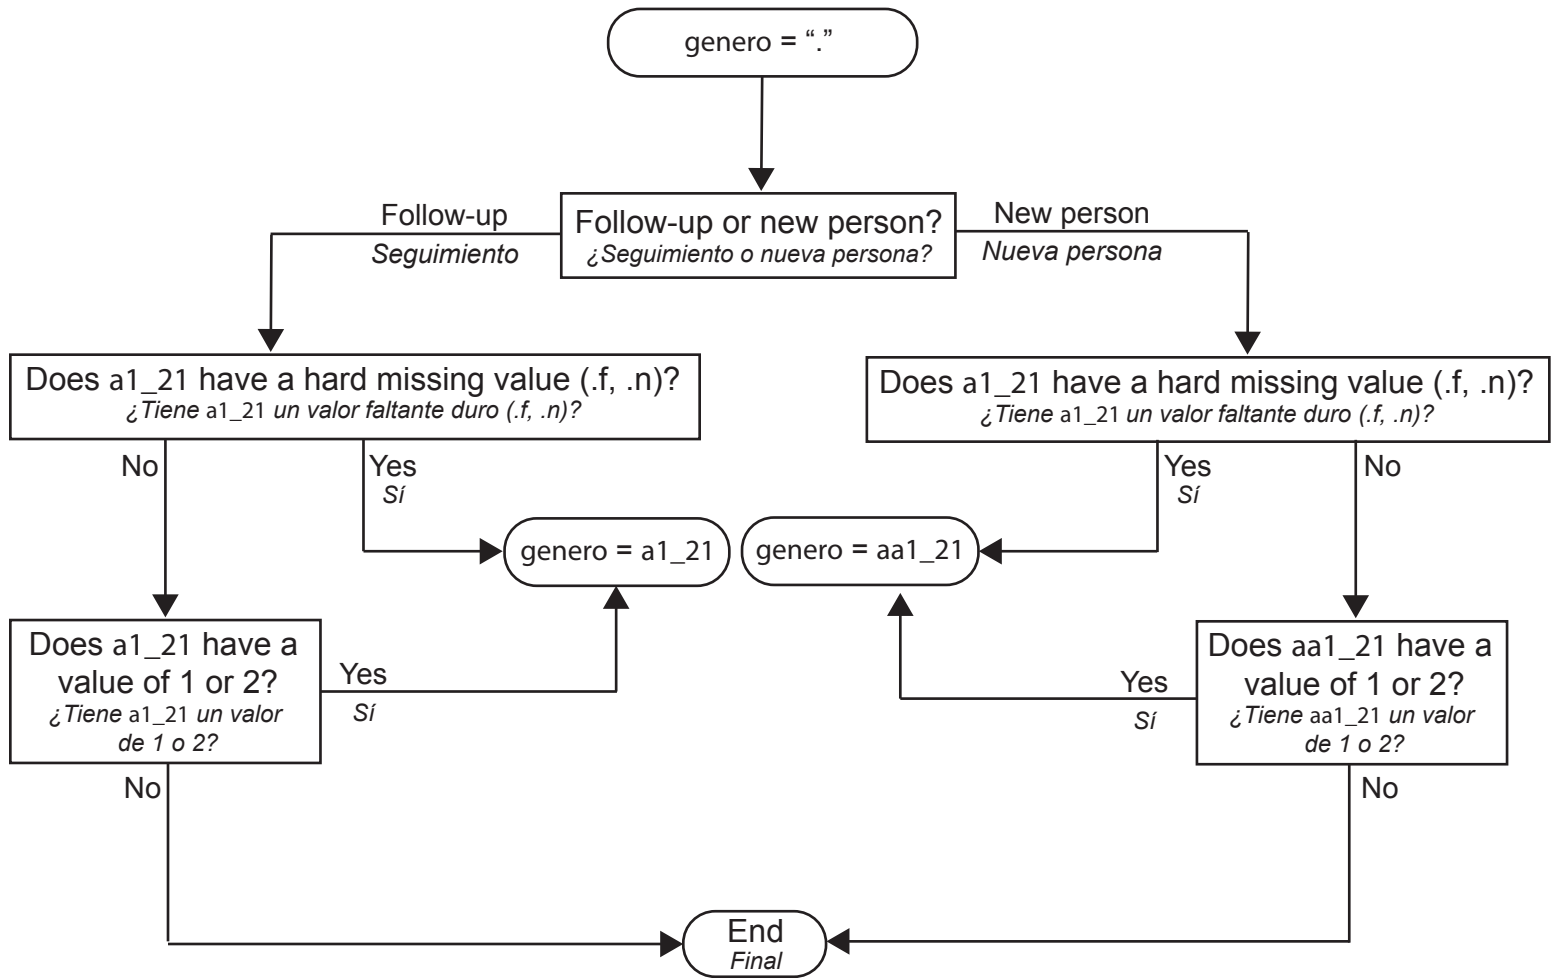 genero = “.”
Follow-up
Seguimiento
Follow-up or new person?
¿Seguimiento o nueva persona?
New person
Nueva persona
Does a1_21 have a hard missing value (.f, .n)?
¿Tiene a1_21 un valor faltante duro (.f, .n)?
Does a1_21 have a hard missing value (.f, .n)?
¿Tiene a1_21 un valor faltante duro (.f, .n)?
No
Yes
Sí
Yes
Sí
No
genero = a1_21
genero = aa1_21
Does a1_21 have a
value of 1 or 2?
¿Tiene a1_21 un valor
de 1 o 2?
Yes
Sí
Yes
Sí
Does aa1_21 have a
value of 1 or 2?
¿Tiene aa1_21 un valor
de 1 o 2?
No
No
End
Final